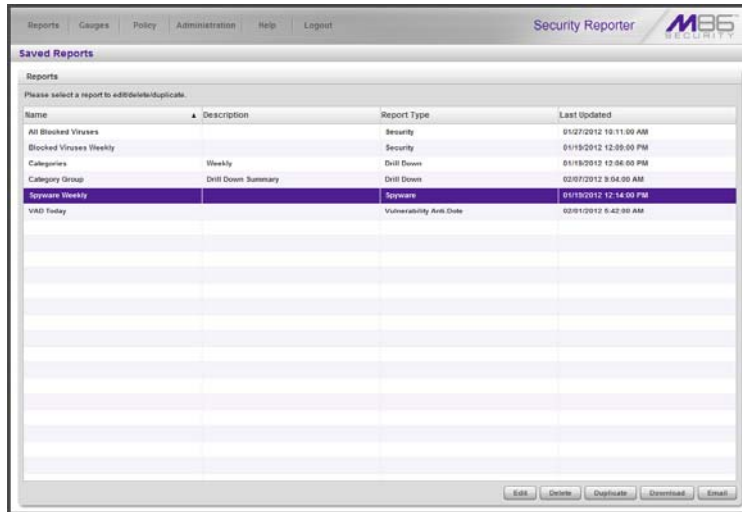 Reports Gauges Policy Administration Help Logout Security Reporter M86 SECURITY
Saved Reports
Reports
Please select a report to edit/delete/duplicate.
Name ▲ Description Report Type Last Updated
All Blocked Viruses Security 01/27/2012 10:11:00 AM
Blocked Viruses Weekly Security 01/19/2012 12:09:00 PM
Categories Weekly Drill Down 01/19/2012 12:06:00 PM
Category Group Drill Down Summary Drill Down 02/07/2012 9:04:00 AM
Spyware Weekly Spyware 01/19/2012 12:14:00 PM
VAD Today Vulnerability Anti.Dote 02/01/2012 5:42:00 AM
Edit Delete Duplicate Download Email